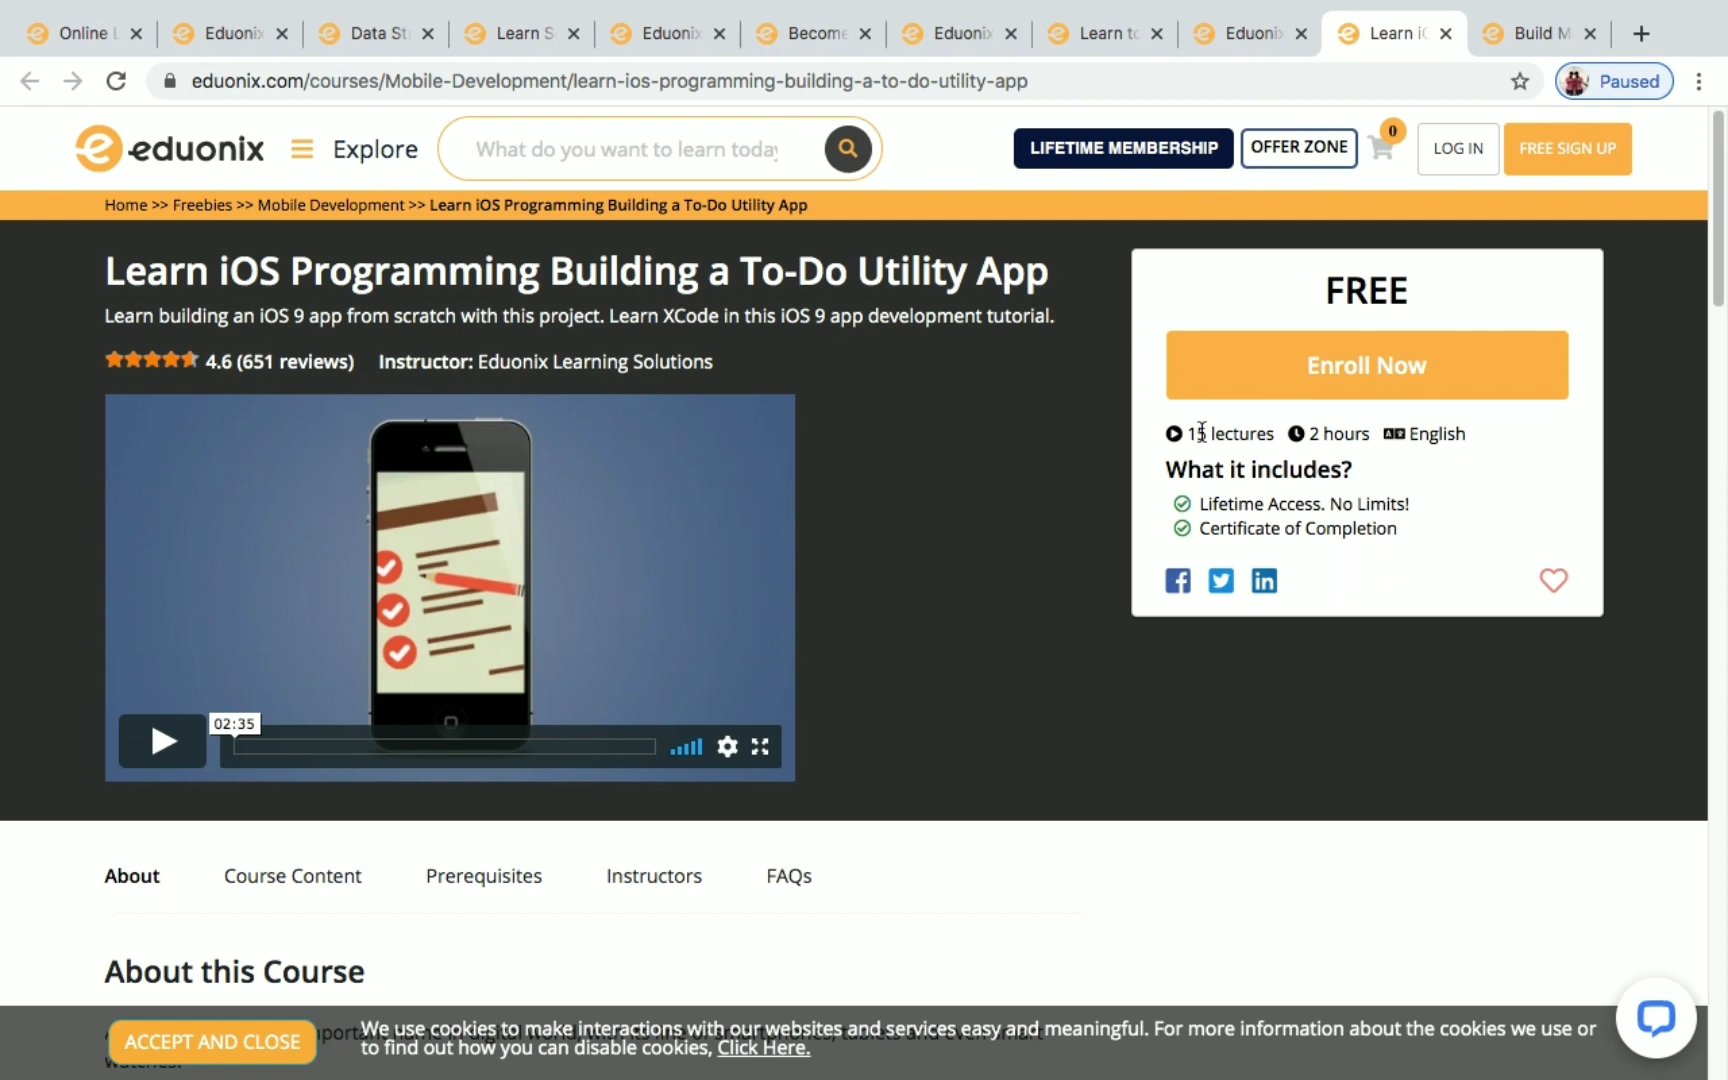 Online
Eduonix
Data St
Learn S
Eduonix
Become
Eduonix
Learn to
Eduonix
Learn iO
Build M
eduonix.com/courses/Mobile-Development/learn-ios-programming-building-a-to-do-utility-app
Paused
eduonix
Explore
What do you want to learn today
LIFETIME MEMBERSHIP
OFFER ZONE
0
LOG IN
FREE SIGN UP
Home >> Freebies >> Mobile Development >> Learn iOS Programming Building a To-Do Utility App
Learn iOS Programming Building a To-Do Utility App
Learn building an iOS 9 app from scratch with this project. Learn XCode in this iOS 9 app development tutorial.
4.6 (651 reviews) Instructor: Eduonix Learning Solutions
02:35
FREE
Enroll Now
15 lectures 2 hours English
What it includes?
Lifetime Access. No Limits!
Certificate of Completion
About Course Content Prerequisites Instructors FAQs
About this Course
ACCEPT AND CLOSE
We use cookies to make interactions with our websites and services easy and meaningful. For more information about the cookies we use or
to find out how you can disable cookies, Click Here.